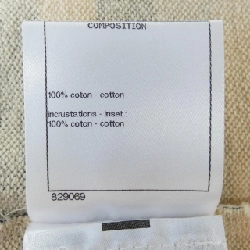 COMPOSITION
100% coton - cotton
incrustations - inset :
100% coton - cotton
829069